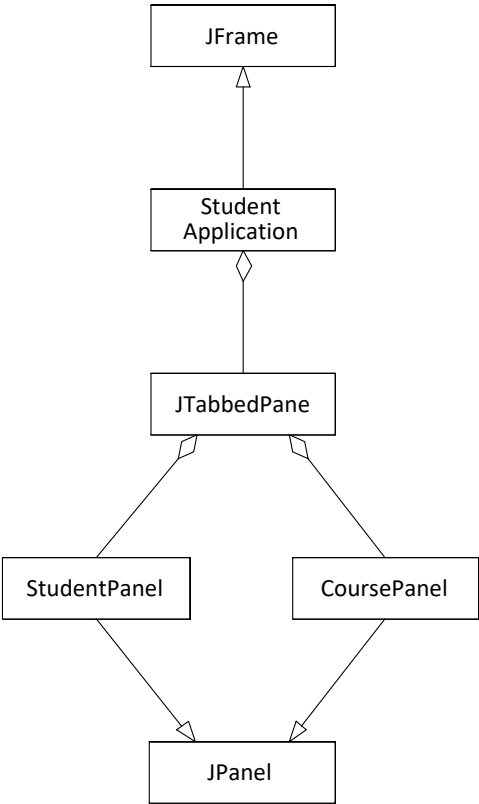 JFrame
Student
Application
JTabbedPane
StudentPanel
CoursePanel
JPanel